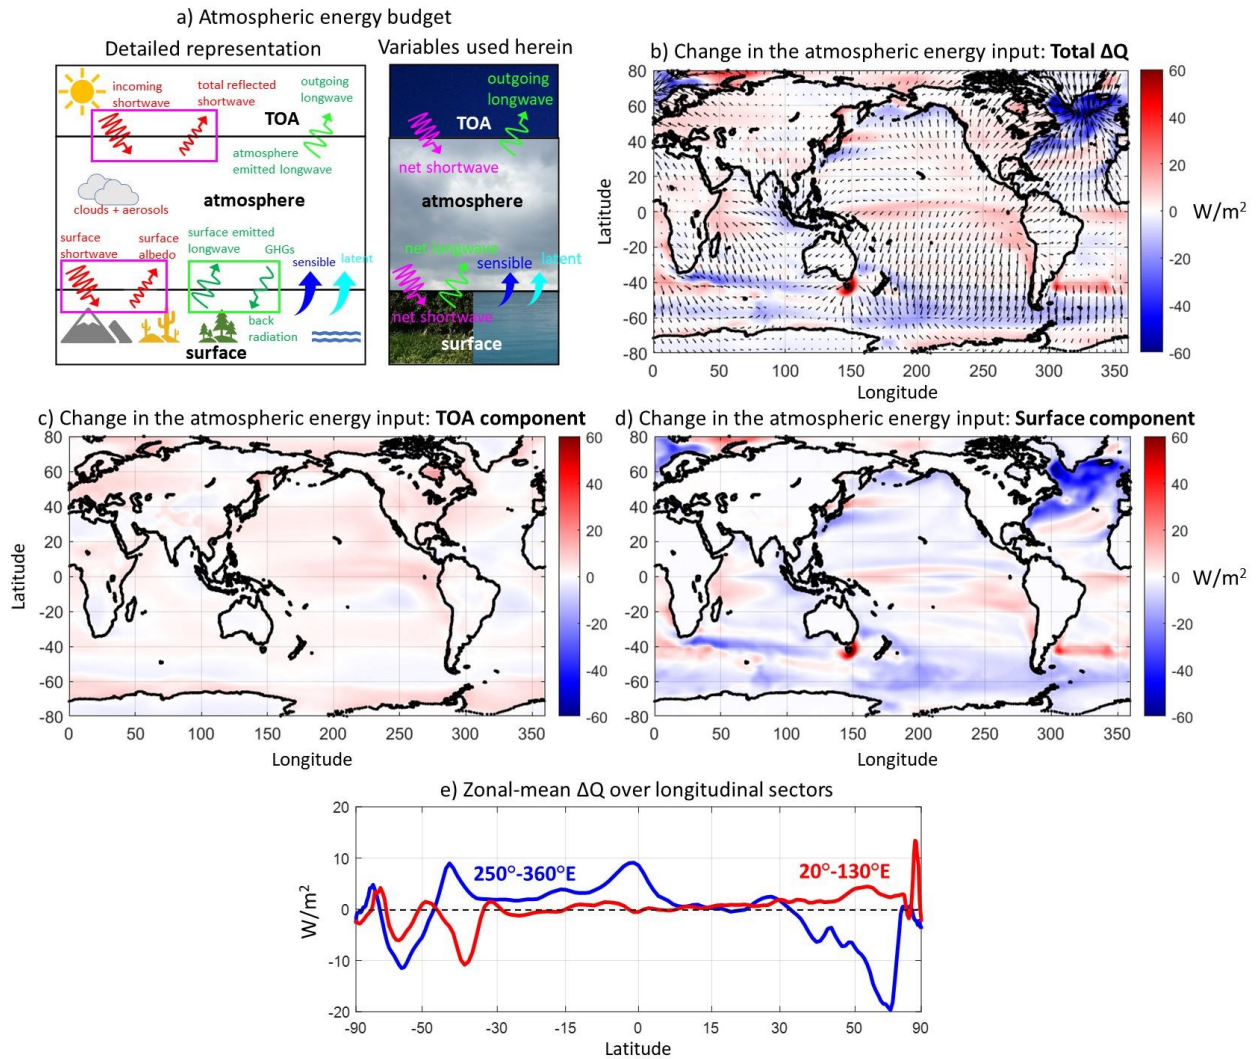 a) Atmospheric energy budget
Detailed representation
Variables used herein
incoming
shortwave
total reflected
shortwave
outgoing
longwave
TOA
atmosphere
emitted longwave
clouds + aerosols
atmosphere
surface
shortwave
surface
albedo
surface emitted
longwave
GHGs
sensible
latent
back
radiation
surface
outgoing
longwave
TOA
net shortwave
atmosphere
net longwave
sensible
latent
net shortwave
surface
b) Change in the atmospheric energy input: Total ΔQ
80
60
40
20
0
-20
-40
-60
-80
Latitude
0 50 100 150 200 250 300 350
Longitude
60
40
20
0
-20
-40
-60
W/m²
c) Change in the atmospheric energy input: TOA component
80
60
40
20
0
-20
-40
-60
-80
Latitude
0 50 100 150 200 250 300 350
Longitude
60
40
20
0
-20
-40
-60
d) Change in the atmospheric energy input: Surface component
80
60
40
20
0
-20
-40
-60
-80
0 50 100 150 200 250 300 350
Longitude
60
40
20
0
-20
-40
-60
W/m²
e) Zonal-mean ΔQ over longitudinal sectors
20
10
0
-10
-20
W/m²
250°-360°E
20°-130°E
-90 -50 -30 -15 0 15 30 50 90
Latitude